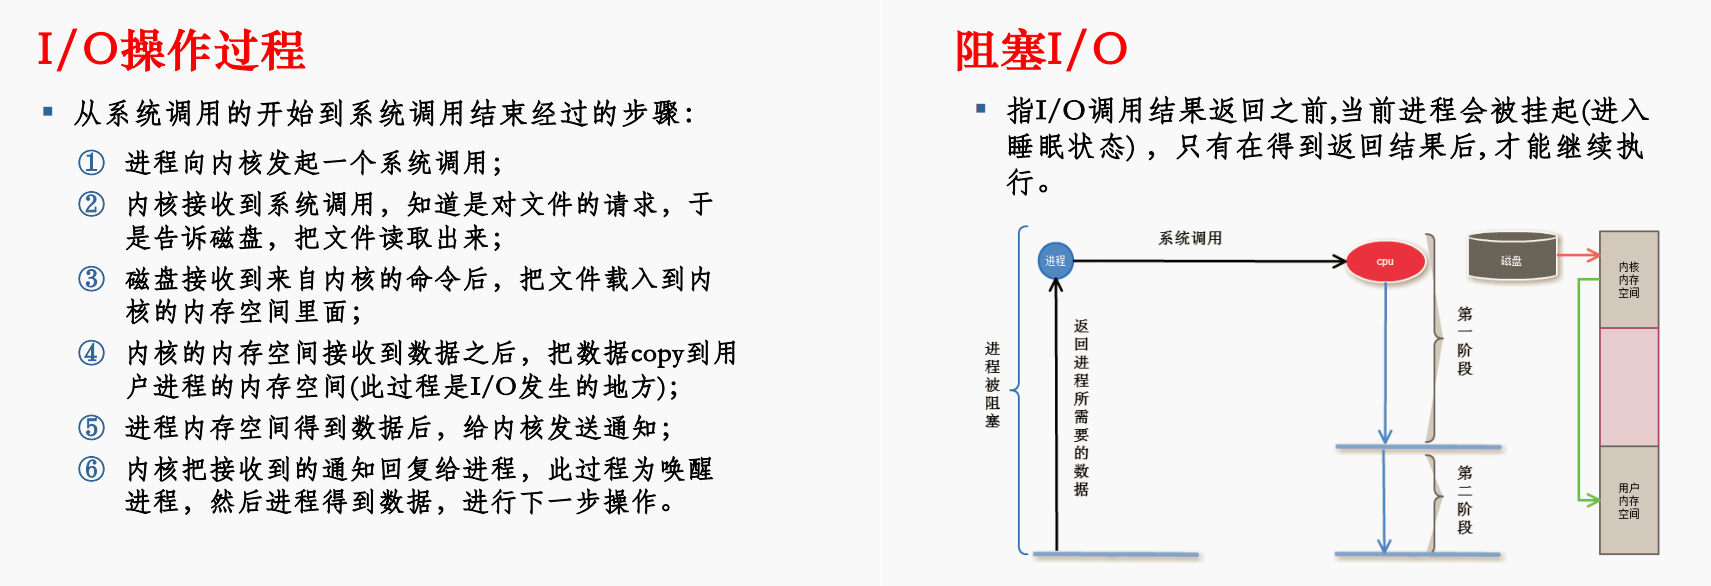 I/O操作过程
从系统调用的开始到系统调用结束经过的步骤：
① 进程向内核发起一个系统调用；
② 内核接收到系统调用，知道是对文件的请求，于
是告诉磁盘，把文件读取出来；
③ 磁盘接收到来自内核的命令后，把文件载入到内
核的内存空间里面；
④ 内核的内存空间接收到数据之后，把数据copy到用
户进程的内存空间(此过程是I/O发生的地方)；
⑤ 进程内存空间得到数据后，给内核发送通知；
⑥ 内核把接收到的通知回复给进程，此过程为唤醒
进程，然后进程得到数据，进行下一步操作。
阻塞I/O
指I/O调用结果返回之前,当前进程会被挂起(进入
睡眠状态)，只有在得到返回结果后,才能继续执
行。
进程被阻塞
进程
返回进程所需要的数据
系统调用
cpu
第一阶段
第二阶段
磁盘
内核
内存
空间
用户
内存
空间